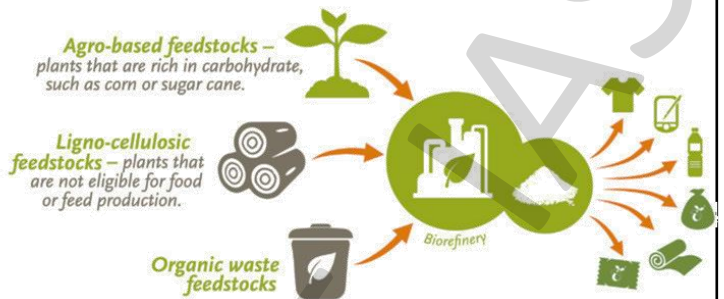 Agro-based feedstocks –
plants that are rich in carbohydrate,
such as corn or sugar cane.
Ligno-cellulosic
feedstocks – plants that
are not eligible for food
or feed production.
Organic waste
feedstocks
Biorefinery